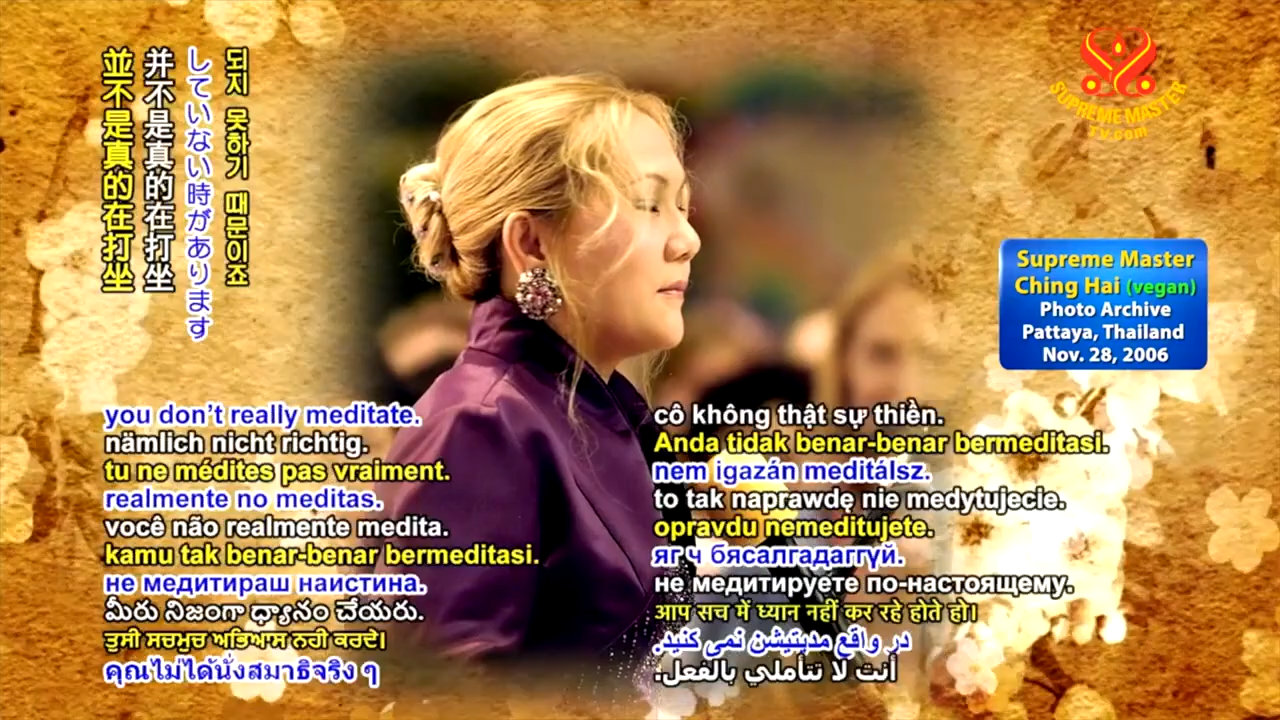 並不是真的在打坐
并不是真的在打坐
していない時があります
되지 못하기 때문이죠
SUPREME MASTER
TV.com
Supreme Master
Ching Hai (vegan)
Photo Archive
Pattaya, Thailand
Nov. 28, 2006
you don't really meditate.
nämlich nicht richtig.
tu ne médites pas vraiment.
realmente no meditas.
você não realmente medita.
kamu tak benar-benar bermeditasi.
не медитираш наистина.
మీరు నిజంగా ధ్యానం చేయరు.
ਤੁਸੀ ਸਚਮੁਚ ਅਭਿਆਸ ਨਹੀ ਕਰਦੇ।
คุณไม่ได้นั่งสมาธิจริง ๆ
cô không thật sự thiền.
Anda tidak benar-benar bermeditasi.
nem igazán meditálsz.
to tak naprawdę nie medytujecie.
opravdu nemeditujete.
яг ч бясалгадаггүй.
не медитируете по-настоящему.
आप सच में ध्यान नहीं कर रहे होते हो।
در واقع مدیتیشن نمی کنید.
أنت لا تتأملي بالفعل.